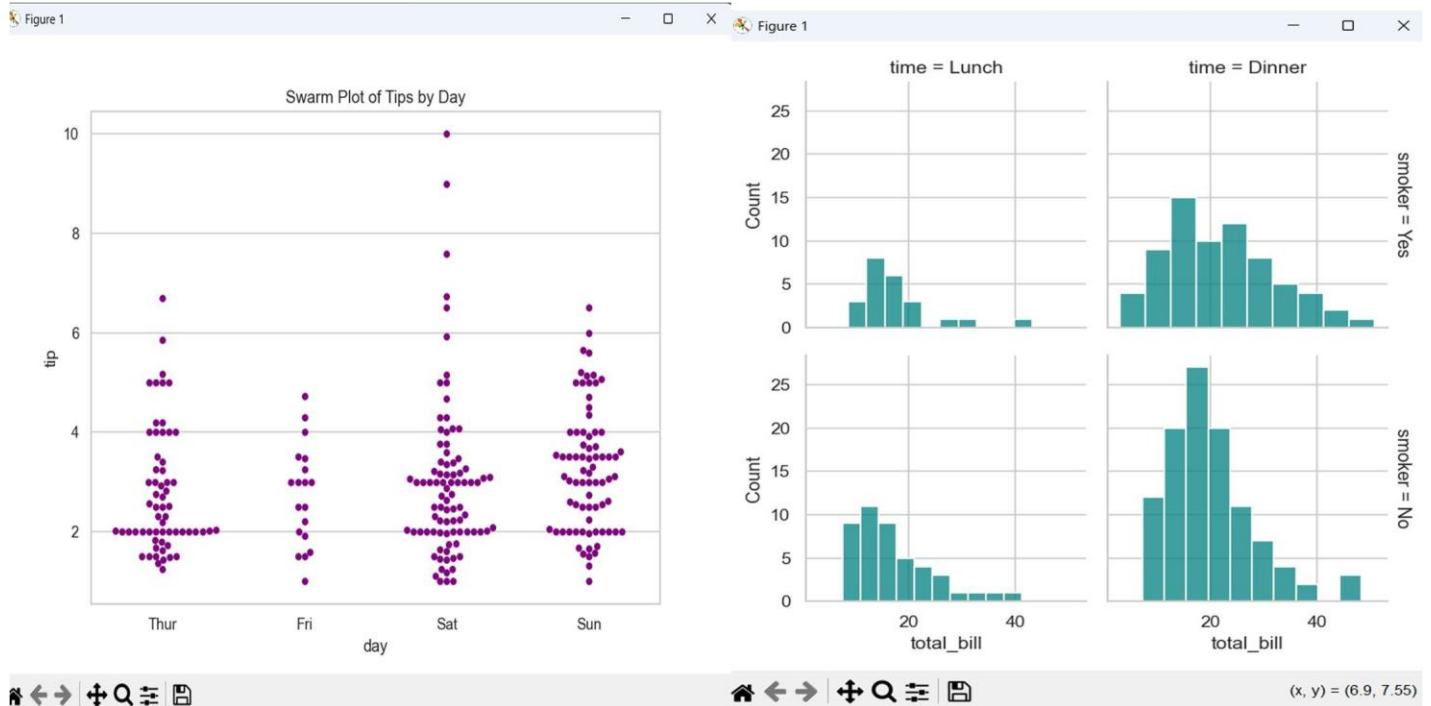 Figure 1
Swarm Plot of Tips by Day
10
8
6
4
2
tip
Thur Fri Sat Sun
day
Figure 1
time = Lunch time = Dinner
25
20
15
10
5
0
Count
smoker = Yes
25
20
15
10
5
0
Count
smoker = No
20 40 20 40
total_bill total_bill
(x, y) = (6.9, 7.55)